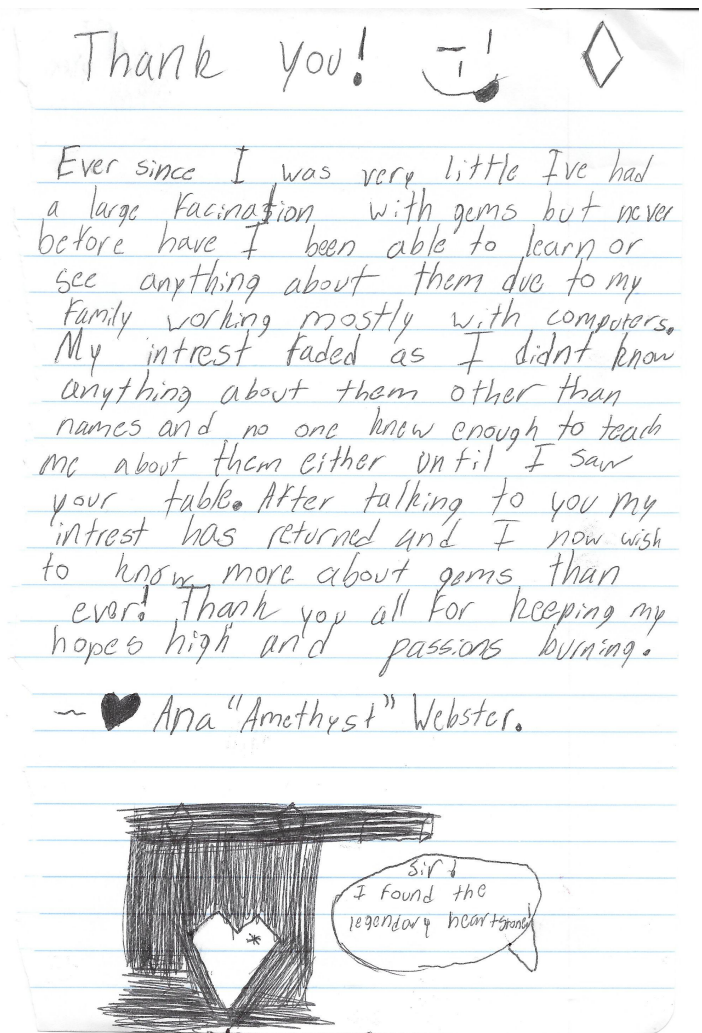 Thank you!
Ever since I was very little Ive had
a large facination with gems but never
before have I been able to learn or
see anything about them due to my
family working mostly with computers.
My intrest faded as I didnt know
anything about them other than
names and no one knew enough to teach
me about them either until I saw
your table. After talking to you my
intrest has returned and I now wish
to know more about gems than
ever! Thank you all for keeping my
hopes high and passions burning.
~ ♥ Ana "Amethyst" Webster.
Sir!
I found the
legendary heartstone